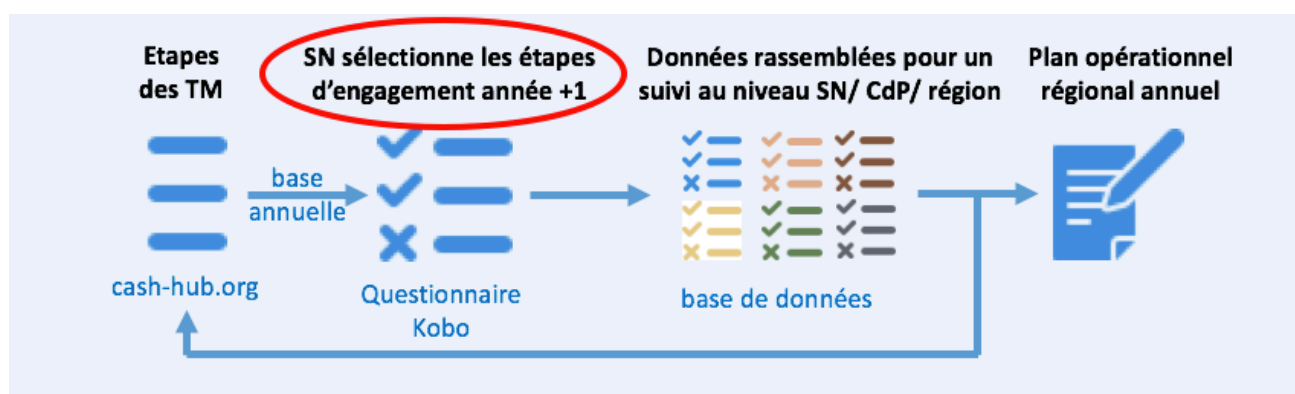 Etapes
des TM
SN sélectionne les étapes
d'engagement année +1
Données rassemblées pour un
suivi au niveau SN/ CdP/ région
Plan opérationnel
régional annuel
base
annuelle
cash-hub.org
Questionnaire
Kobo
base de données